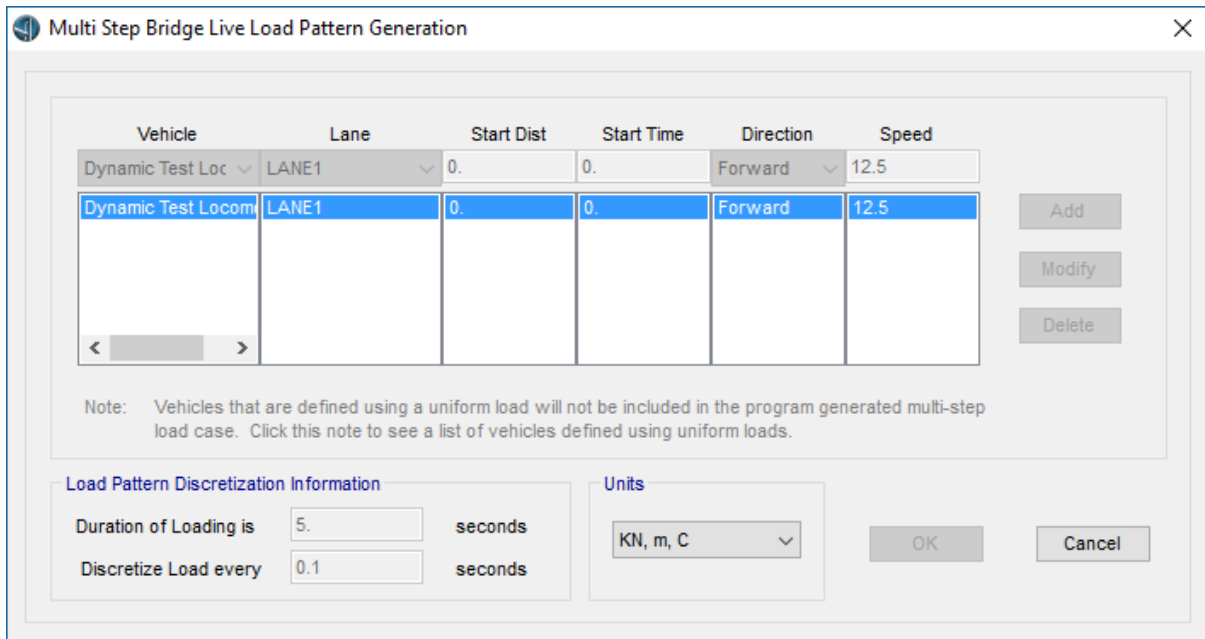 Multi Step Bridge Live Load Pattern Generation
Vehicle Lane Start Dist Start Time Direction Speed
Dynamic Test Loc LANE1 0. 0. Forward 12.5
Dynamic Test Locom LANE1 0. 0. Forward 12.5
Add
Modify
Delete
Note: Vehicles that are defined using a uniform load will not be included in the program generated multi-step
load case. Click this note to see a list of vehicles defined using uniform loads.
Load Pattern Discretization Information
Duration of Loading is 5. seconds
Discretize Load every 0.1 seconds
Units
KN, m, C
OK
Cancel